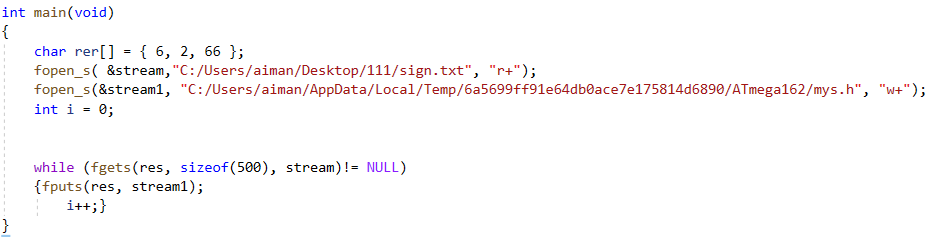 int main(void)
{
    char rer[] = { 6, 2, 66 };
    fopen_s( &stream,"C:/Users/aiman/Desktop/111/sign.txt", "r+");
    fopen_s(&stream1, "C:/Users/aiman/AppData/Local/Temp/6a5699ff91e64db0ace7e175814d6890/ATmega162/mys.h", "w+");
    int i = 0;
    while (fgets(res, sizeof(500), stream)!= NULL)
    {fputs(res, stream1);
        i++;}
}